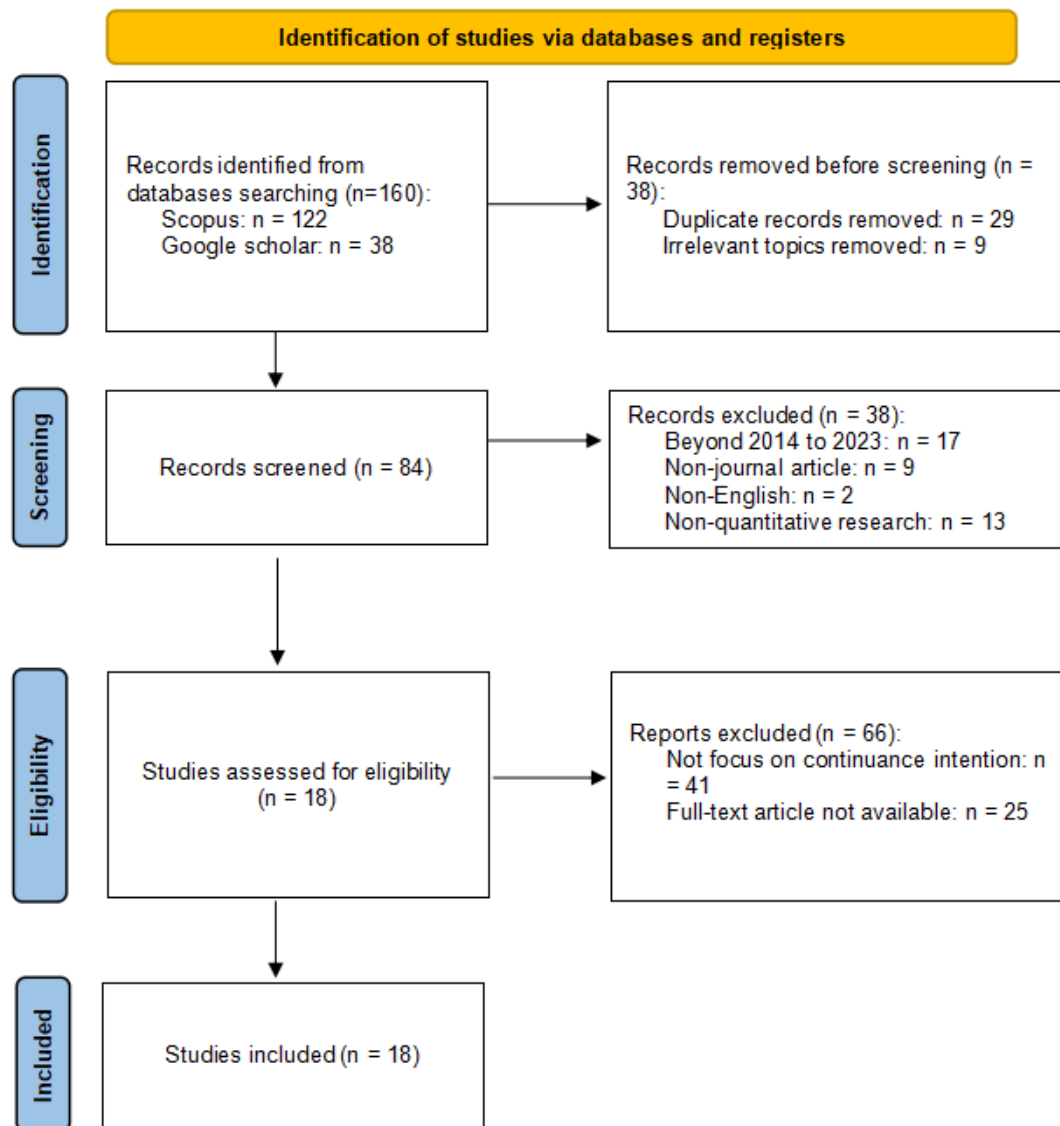 Identification of studies via databases and registers
Identification
Records identified from
databases searching (n=160):
Scopus: n = 122
Google scholar: n = 38
Records removed before screening (n =
38):
Duplicate records removed: n = 29
Irrelevant topics removed: n = 9
Screening
Records screened (n = 84)
Records excluded (n = 38):
Beyond 2014 to 2023: n = 17
Non-journal article: n = 9
Non-English: n = 2
Non-quantitative research: n = 13
Eligibility
Studies assessed for eligibility
(n = 18)
Reports excluded (n = 66):
Not focus on continuance intention: n
= 41
Full-text article not available: n = 25
Included
Studies included (n = 18)